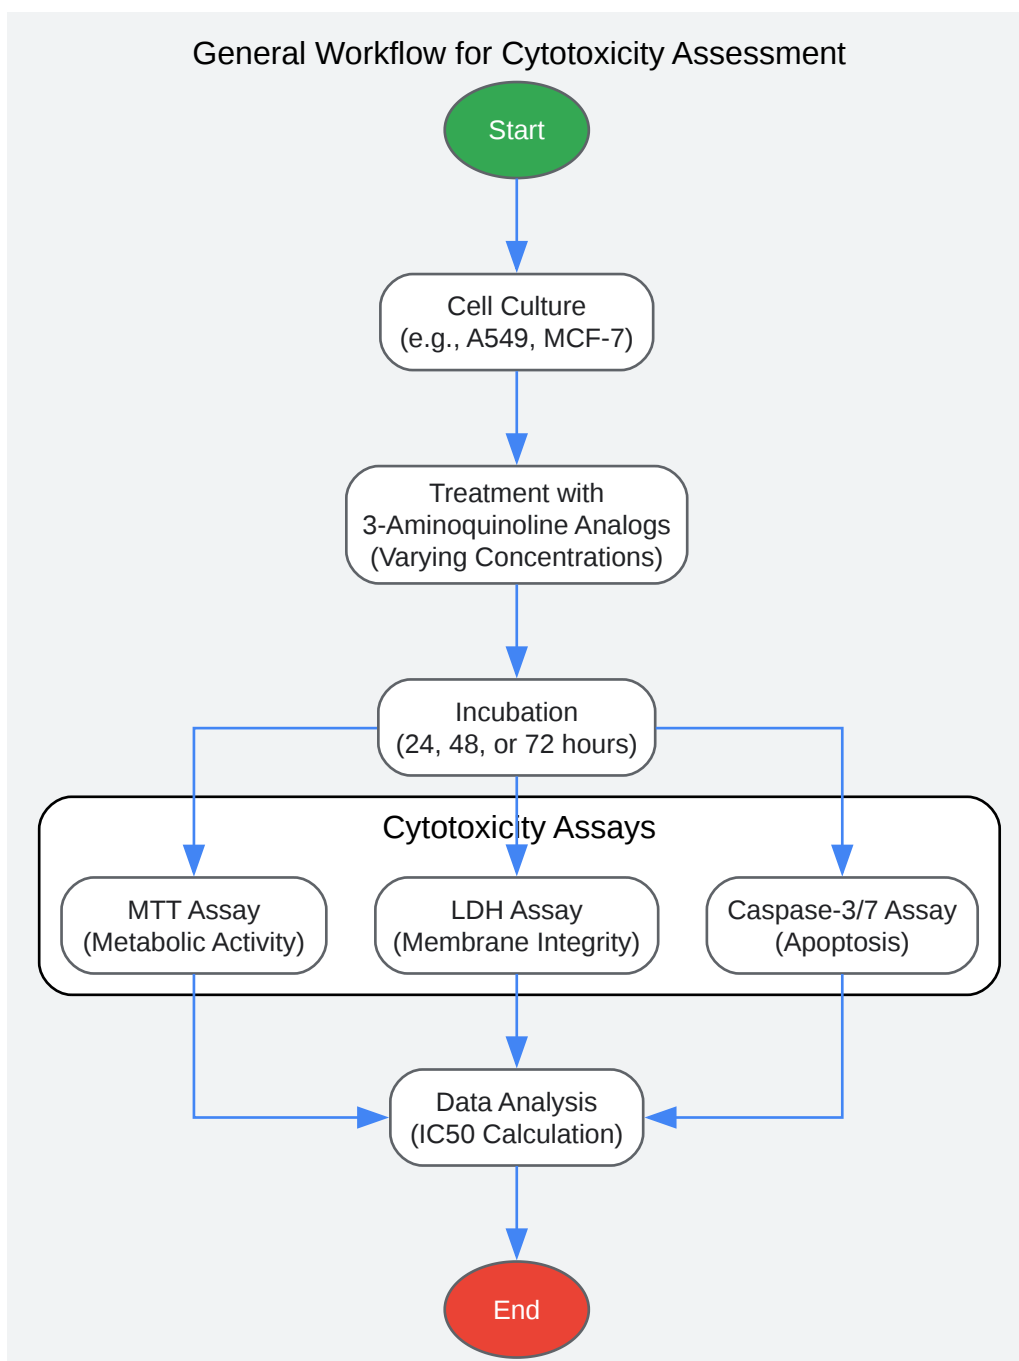 General Workflow for Cytotoxicity Assessment
Start
Cell Culture
(e.g., A549, MCF-7)
Treatment with
3-Aminoquinoline Analogs
(Varying Concentrations)
Incubation
(24, 48, or 72 hours)
Cytotoxicity Assays
MTT Assay
(Metabolic Activity)
LDH Assay
(Membrane Integrity)
Caspase-3/7 Assay
(Apoptosis)
Data Analysis
(IC50 Calculation)
End